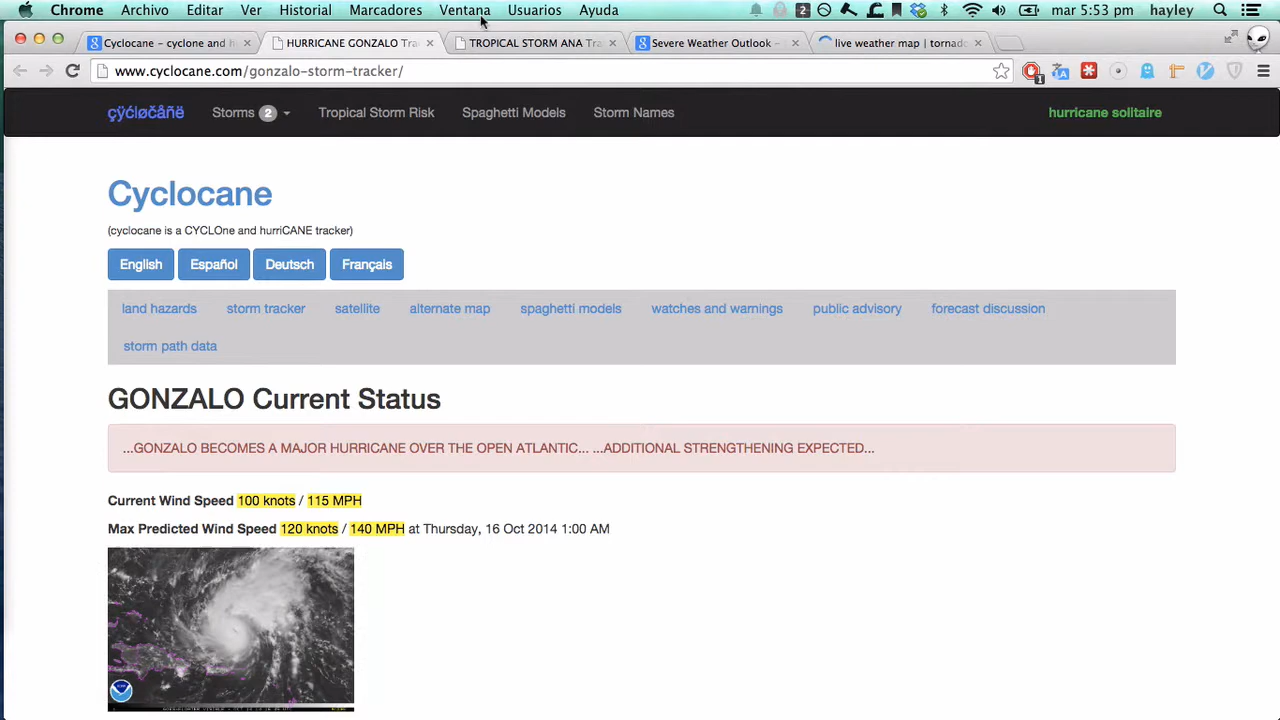 Chrome Archivo Editar Ver Historial Marcadores Ventana Usuarios Ayuda 2 mar 5:53 pm hayley
Cyclocane – cyclone and h HURRICANE GONZALO Tra TROPICAL STORM ANA Tra Severe Weather Outlook – live weather map | tornado
www.cyclocane.com/gonzalo-storm-tracker/ 1
çÿćløčâñë Storms 2 Tropical Storm Risk Spaghetti Models Storm Names hurricane solitaire
Cyclocane
(cyclocane is a CYCLOne and hurriCANE tracker)
English Español Deutsch Français
land hazards storm tracker satellite alternate map spaghetti models watches and warnings public advisory forecast discussion
storm path data
GONZALO Current Status
...GONZALO BECOMES A MAJOR HURRICANE OVER THE OPEN ATLANTIC... ...ADDITIONAL STRENGTHENING EXPECTED...
Current Wind Speed 100 knots / 115 MPH
Max Predicted Wind Speed 120 knots / 140 MPH at Thursday, 16 Oct 2014 1:00 AM